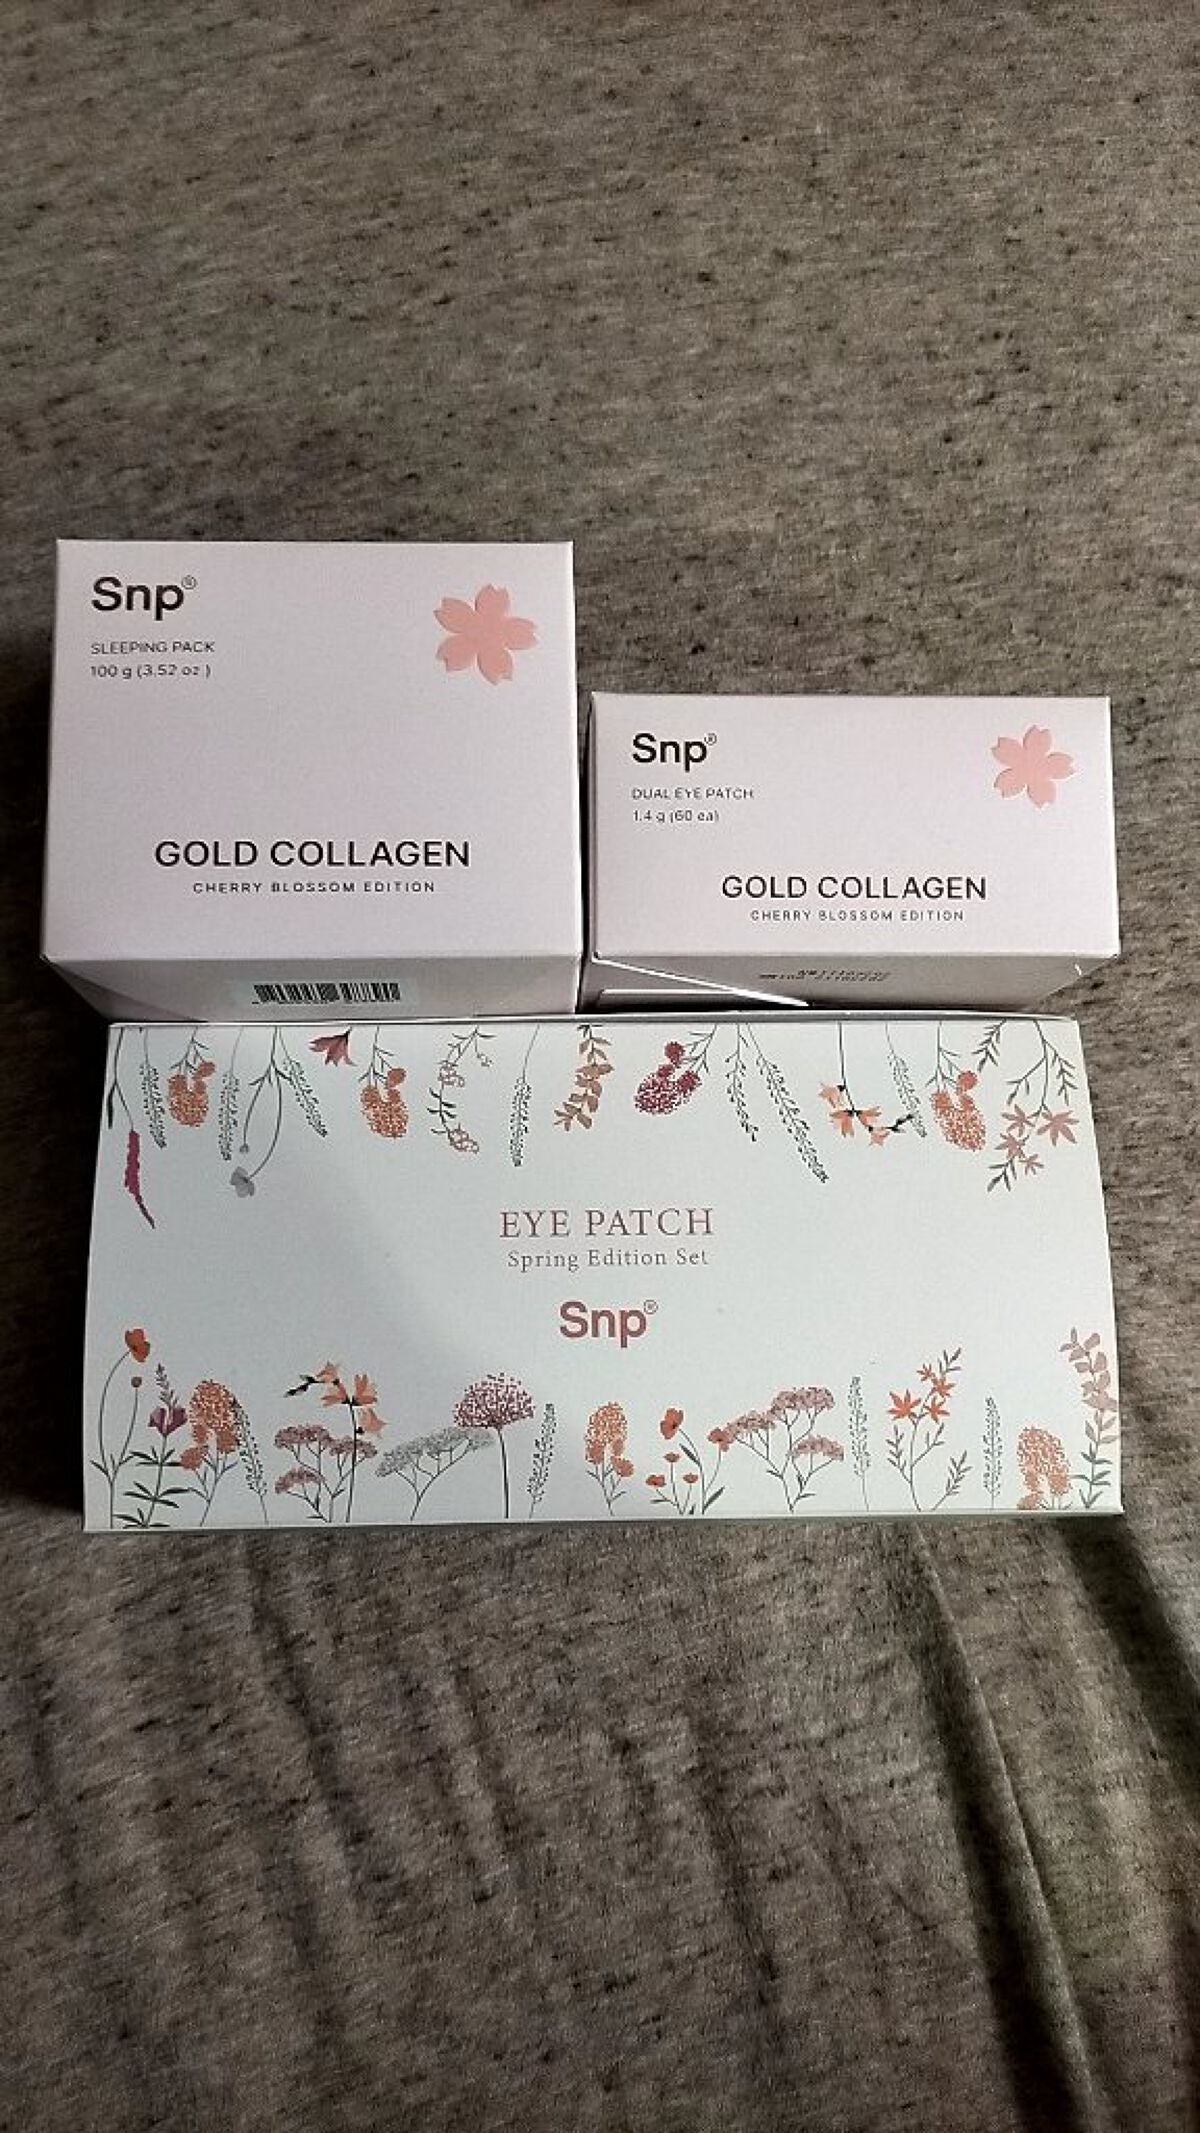 Snp®
SLEEPING PACK
100 g (3.52 oz )
GOLD COLLAGEN
CHERRY BLOSSOM EDITION
Snp®
DUAL EYE PATCH
1.4 g (60 ea)
GOLD COLLAGEN
CHERRY BLOSSOM EDITION
EYE PATCH
Spring Edition Set
Snp®